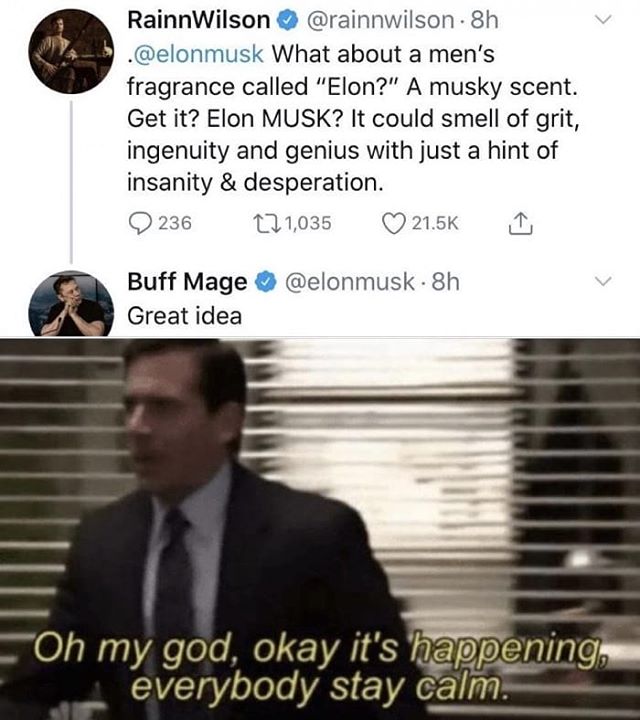 RainnWilson @rainnwilson · 8h
.@elonmusk What about a men's
fragrance called "Elon?" A musky scent.
Get it? Elon MUSK? It could smell of grit,
ingenuity and genius with just a hint of
insanity & desperation.
236 1,035 21.5K
Buff Mage @elonmusk · 8h
Great idea
Oh my god, okay it's happening,
everybody stay calm.